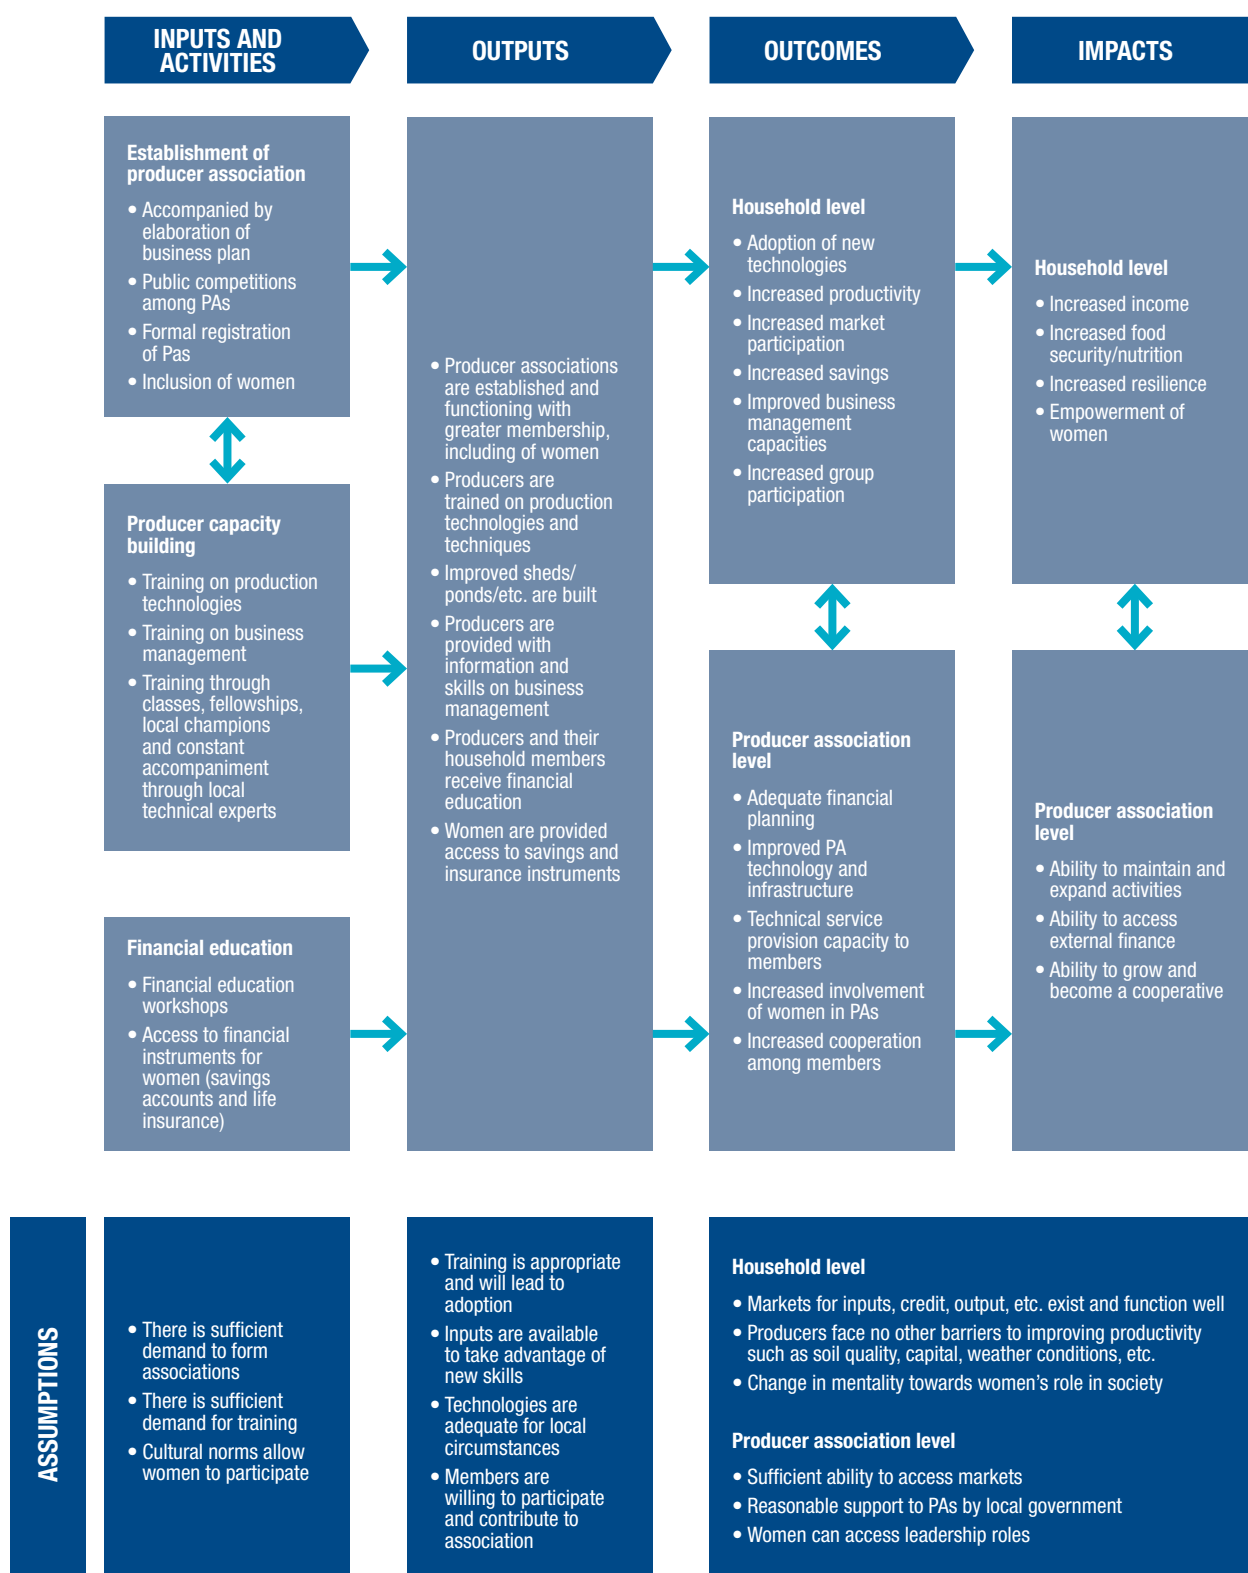 INPUTS AND
ACTIVITIES
OUTPUTS
OUTCOMES
IMPACTS
Establishment of
producer association
• Accompanied by
elaboration of
business plan
• Public competitions
among PAs
• Formal registration
of Pas
• Inclusion of women
Producer capacity
building
• Training on production
technologies
• Training on business
management
• Training through
classes, fellowships,
local champions
and constant
accompaniment
through local
technical experts
Financial education
• Financial education
workshops
• Access to financial
instruments for
women (savings
accounts and life
insurance)
• Producer associations
are established and
functioning with
greater membership,
including of women
• Producers are
trained on production
technologies and
techniques
• Improved sheds/
ponds/etc. are built
• Producers are
provided with
information and
skills on business
management
• Producers and their
household members
receive financial
education
• Women are provided
access to savings and
insurance instruments
Household level
• Adoption of new
technologies
• Increased productivity
• Increased market
participation
• Increased savings
• Improved business
management
capacities
• Increased group
participation
Producer association
level
• Adequate financial
planning
• Improved PA
technology and
infrastructure
• Technical service
provision capacity to
members
• Increased involvement
of women in PAs
• Increased cooperation
among members
Household level
• Increased income
• Increased food
security/nutrition
• Increased resilience
• Empowerment of
women
Producer association
level
• Ability to maintain and
expand activities
• Ability to access
external finance
• Ability to grow and
become a cooperative
ASSUMPTIONS
• There is sufficient
demand to form
associations
• There is sufficient
demand for training
• Cultural norms allow
women to participate
• Training is appropriate
and will lead to
adoption
• Inputs are available
to take advantage of
new skills
• Technologies are
adequate for local
circumstances
• Members are
willing to participate
and contribute to
association
Household level
• Markets for inputs, credit, output, etc. exist and function well
• Producers face no other barriers to improving productivity
such as soil quality, capital, weather conditions, etc.
• Change in mentality towards women’s role in society
Producer association level
• Sufficient ability to access markets
• Reasonable support to PAs by local government
• Women can access leadership roles